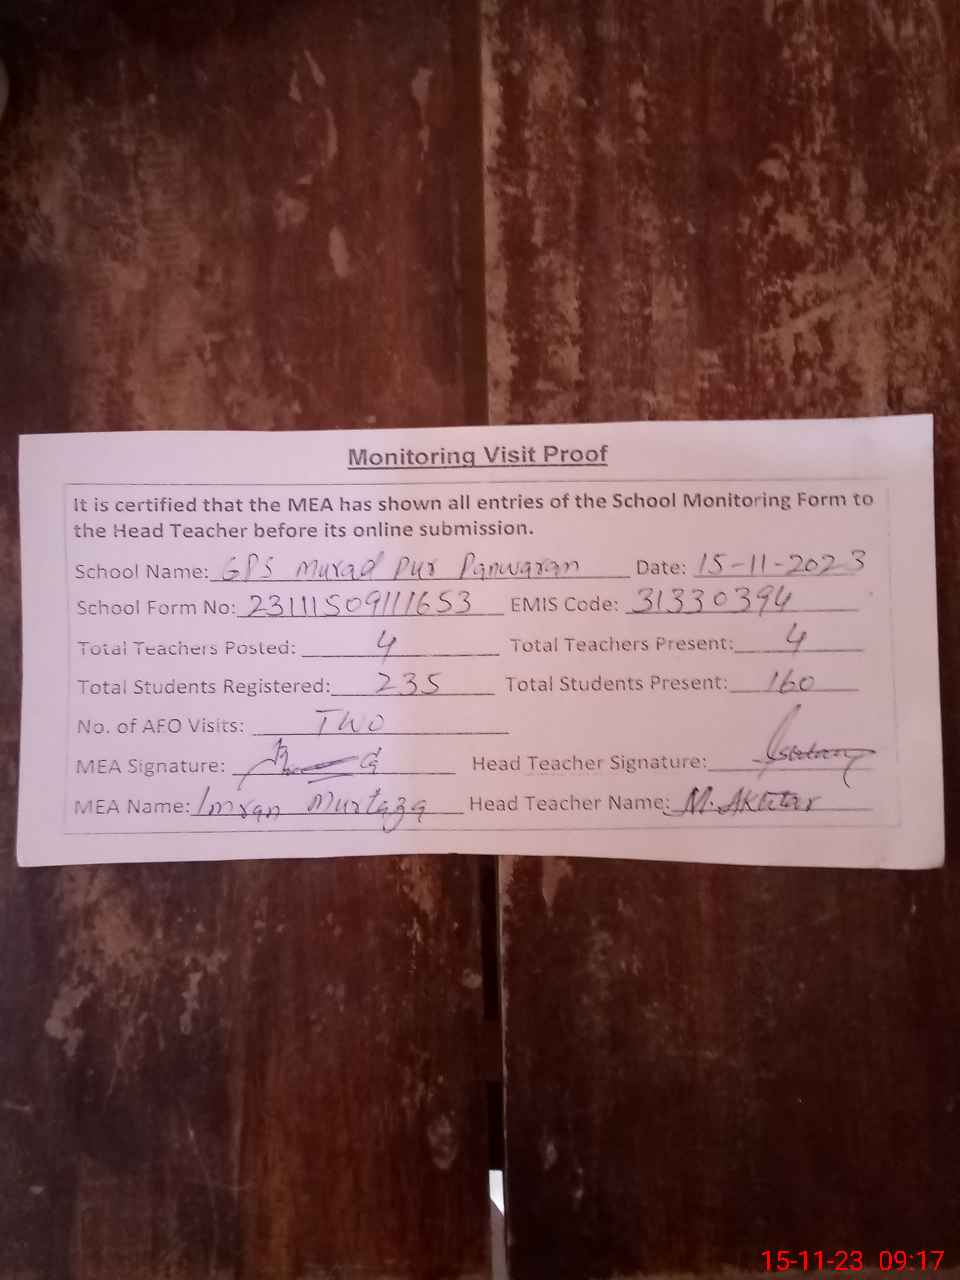 Monitoring Visit Proof
It is certified that the MEA has shown all entries of the School Monitoring Form to
the Head Teacher before its online submission.
School Name: GPS Murad Pur Panwaran Date: 15-11-2023
School Form No: 23111509111653 EMIS Code: 31330394
Total Teachers Posted: 4 Total Teachers Present: 4
Total Students Registered: 235 Total Students Present: 160
No. of AEO Visits: TWO
MEA Signature: Head Teacher Signature:
MEA Name: Imran Murtaza Head Teacher Name: M. Akhtar
15-11-23 09:17